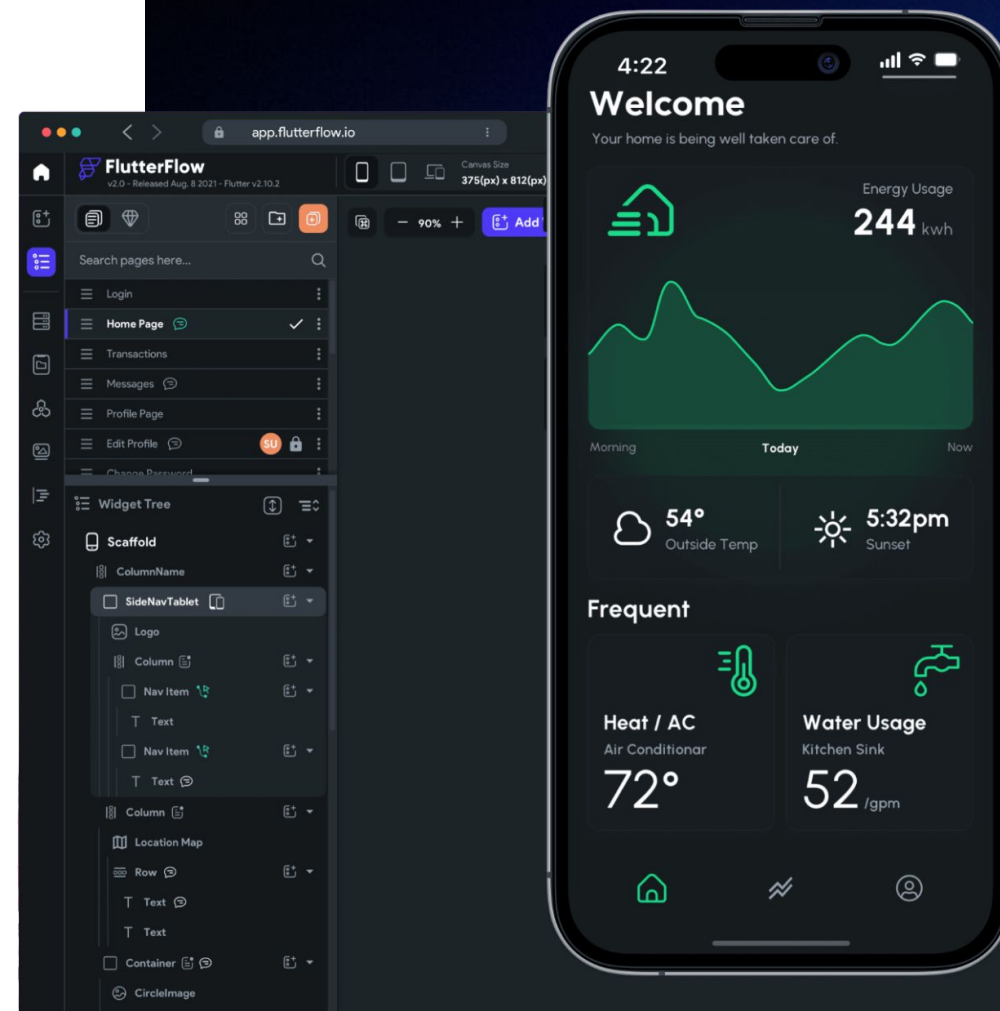 app.flutterflow.io
FlutterFlow
v2.0 - Released Aug. 8 2021 - Flutter v2.10.2
Canvas Size
375(px) x 812(px)
90%
Add
Search pages here...
Login
Home Page
Transactions
Messages
Profile Page
Edit Profile
SU
Change Password
Widget Tree
Scaffold
ColumnName
SideNavTablet
Logo
Column
Nav Item
Text
Nav Item
Text
Column
Location Map
Row
Text
Text
Container
CircleImage
4:22
Welcome
Your home is being well taken care of.
Energy Usage
244 kwh
Morning
Today
Now
54°
Outside Temp
5:32pm
Sunset
Frequent
Heat / AC
Air Conditionar
72°
Water Usage
Kitchen Sink
52 /gpm